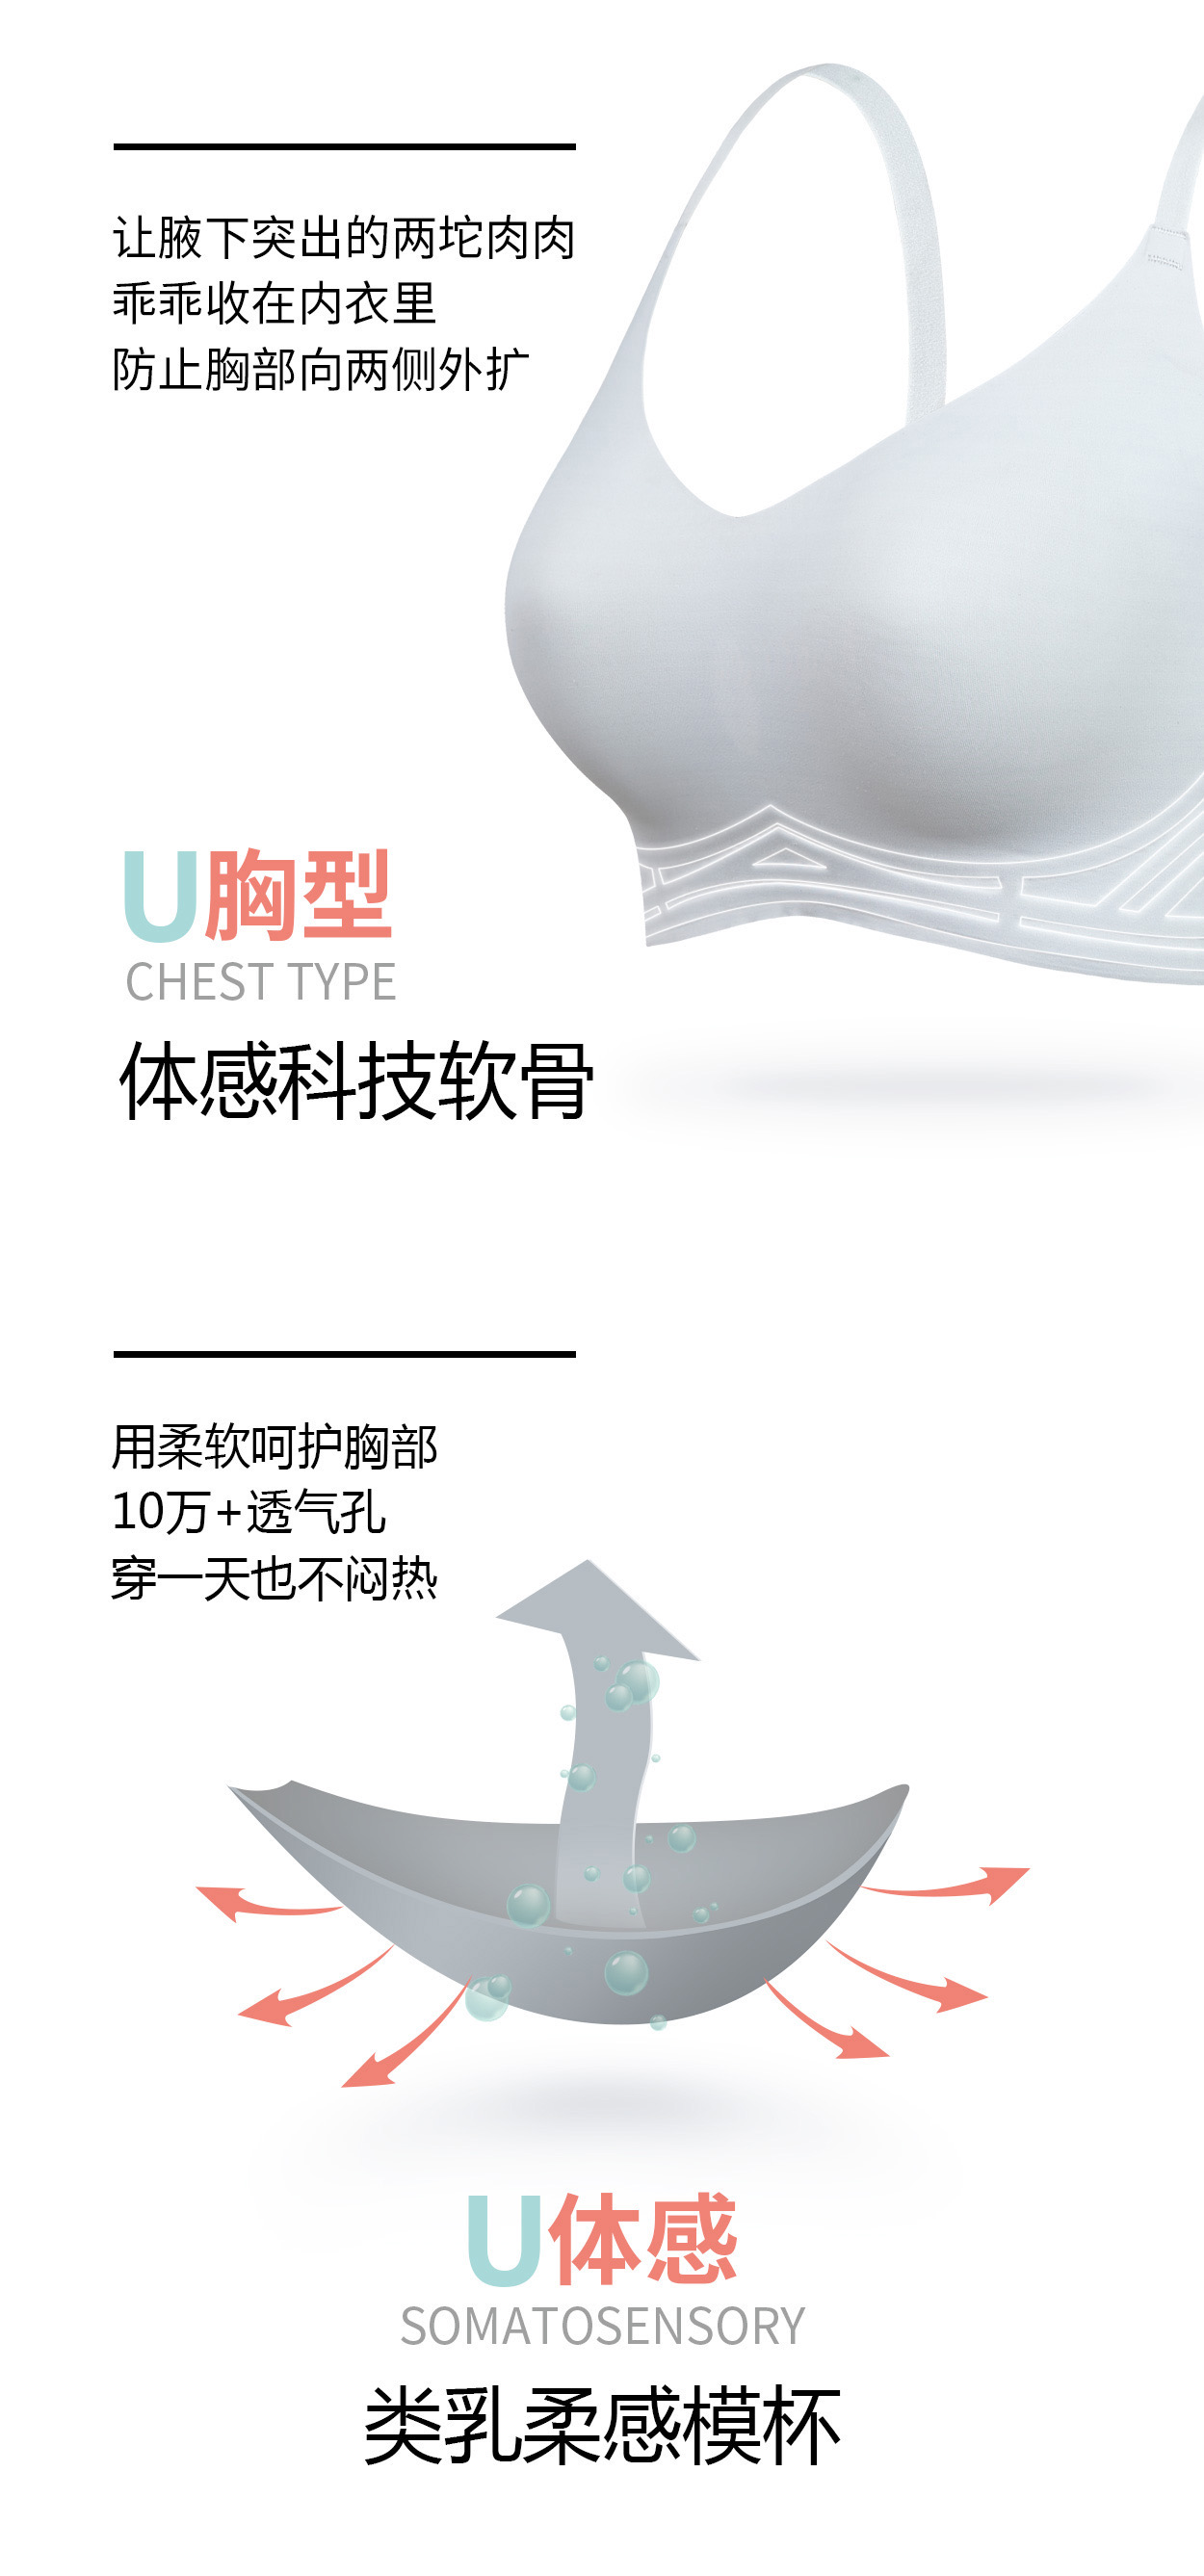 让腋下突出的两坨肉肉
乖乖收在内衣里
防止胸部向两侧外扩
U胸型
CHEST TYPE
体感科技软骨
用柔软呵护胸部
10万+透气孔
穿一天也不闷热
U体感
SOMATOSENSORY
类乳柔感模杯